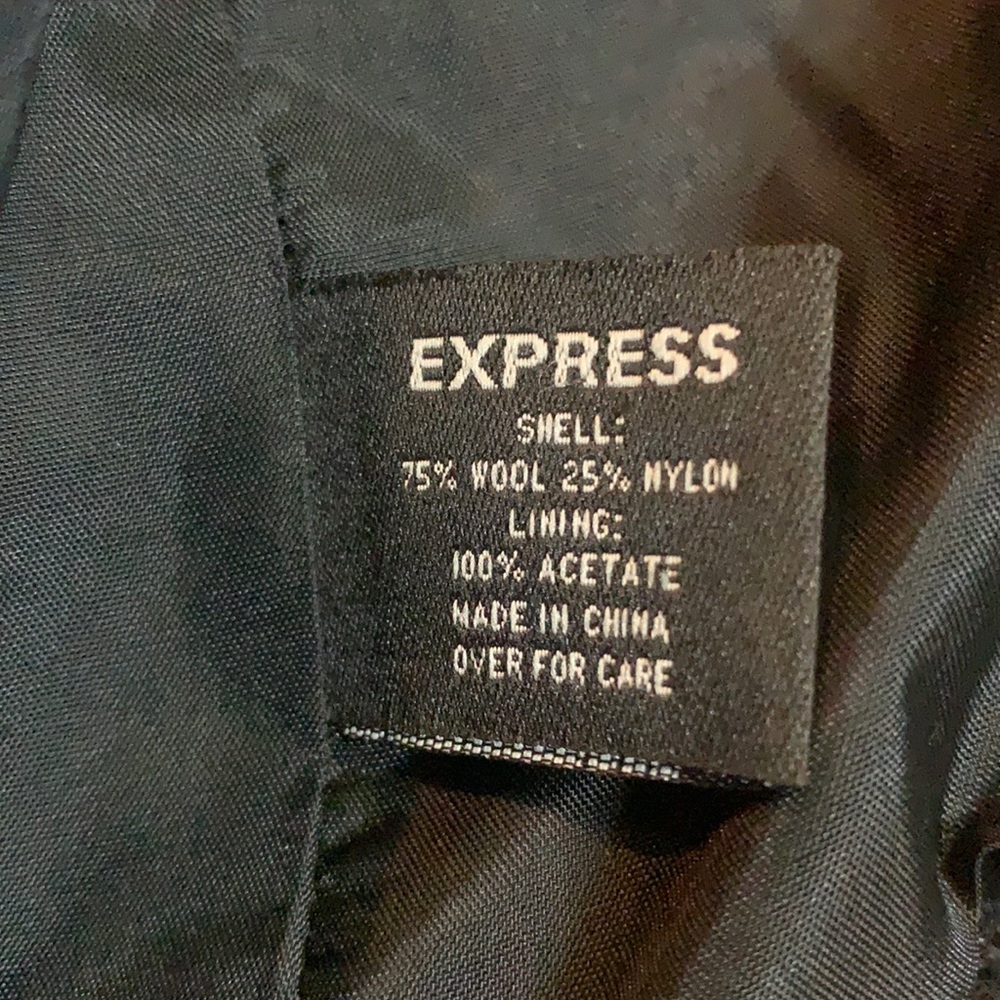 EXPRESS
SHELL:
75% WOOL 25% NYLON
LINING:
100% ACETATE
MADE IN CHINA
OVER FOR CARE